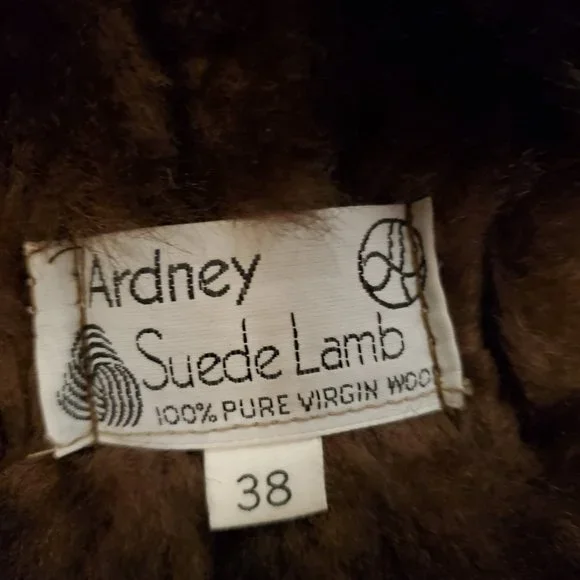 Ardney
Suede Lamb
100% PURE VIRGIN WOO
38